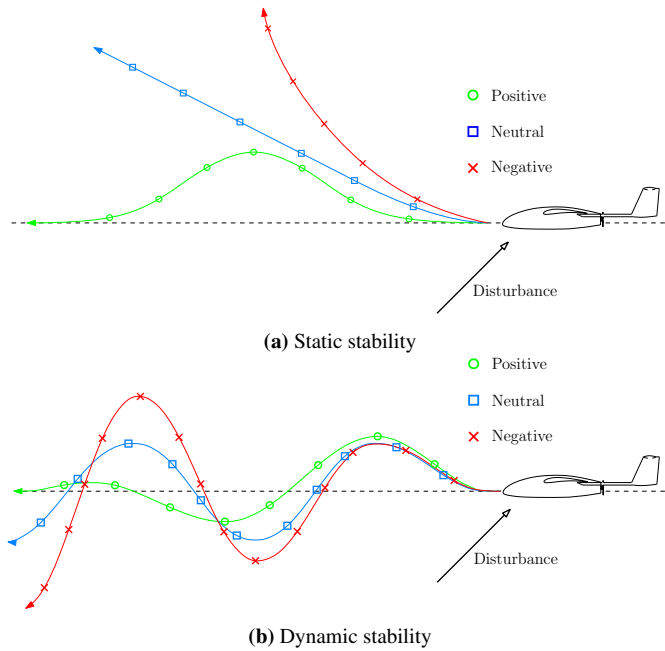 Positive
Neutral
Negative
Disturbance
(a) Static stability
Positive
Neutral
Negative
Disturbance
(b) Dynamic stability